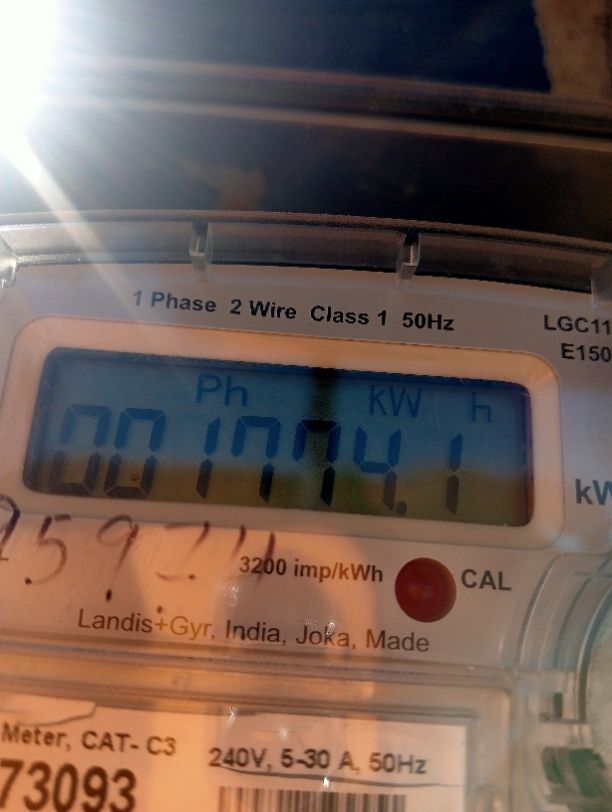 1 Phase 2 Wire Class 1 50Hz
LGC11
E150
Ph kW h
001774.1
kW
3200 imp/kWh
CAL
Landis+Gyr, India, Joka, Made
Meter, CAT- C3
240V, 5-30 A, 50Hz
73093